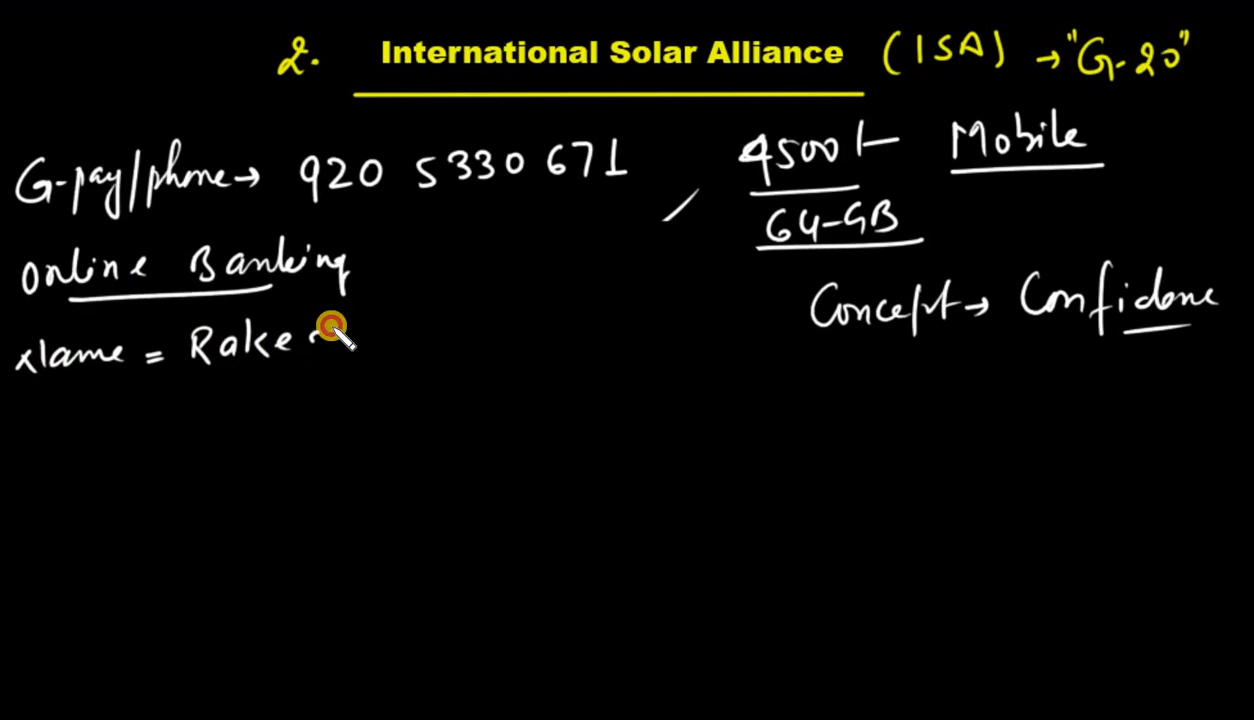 2. International Solar Alliance (ISA) → "G-20"
G-pay/phone → 920 5330 671
4500/- Mobile
64-GB
Online Banking
Concept → Confidene
Name = Rake